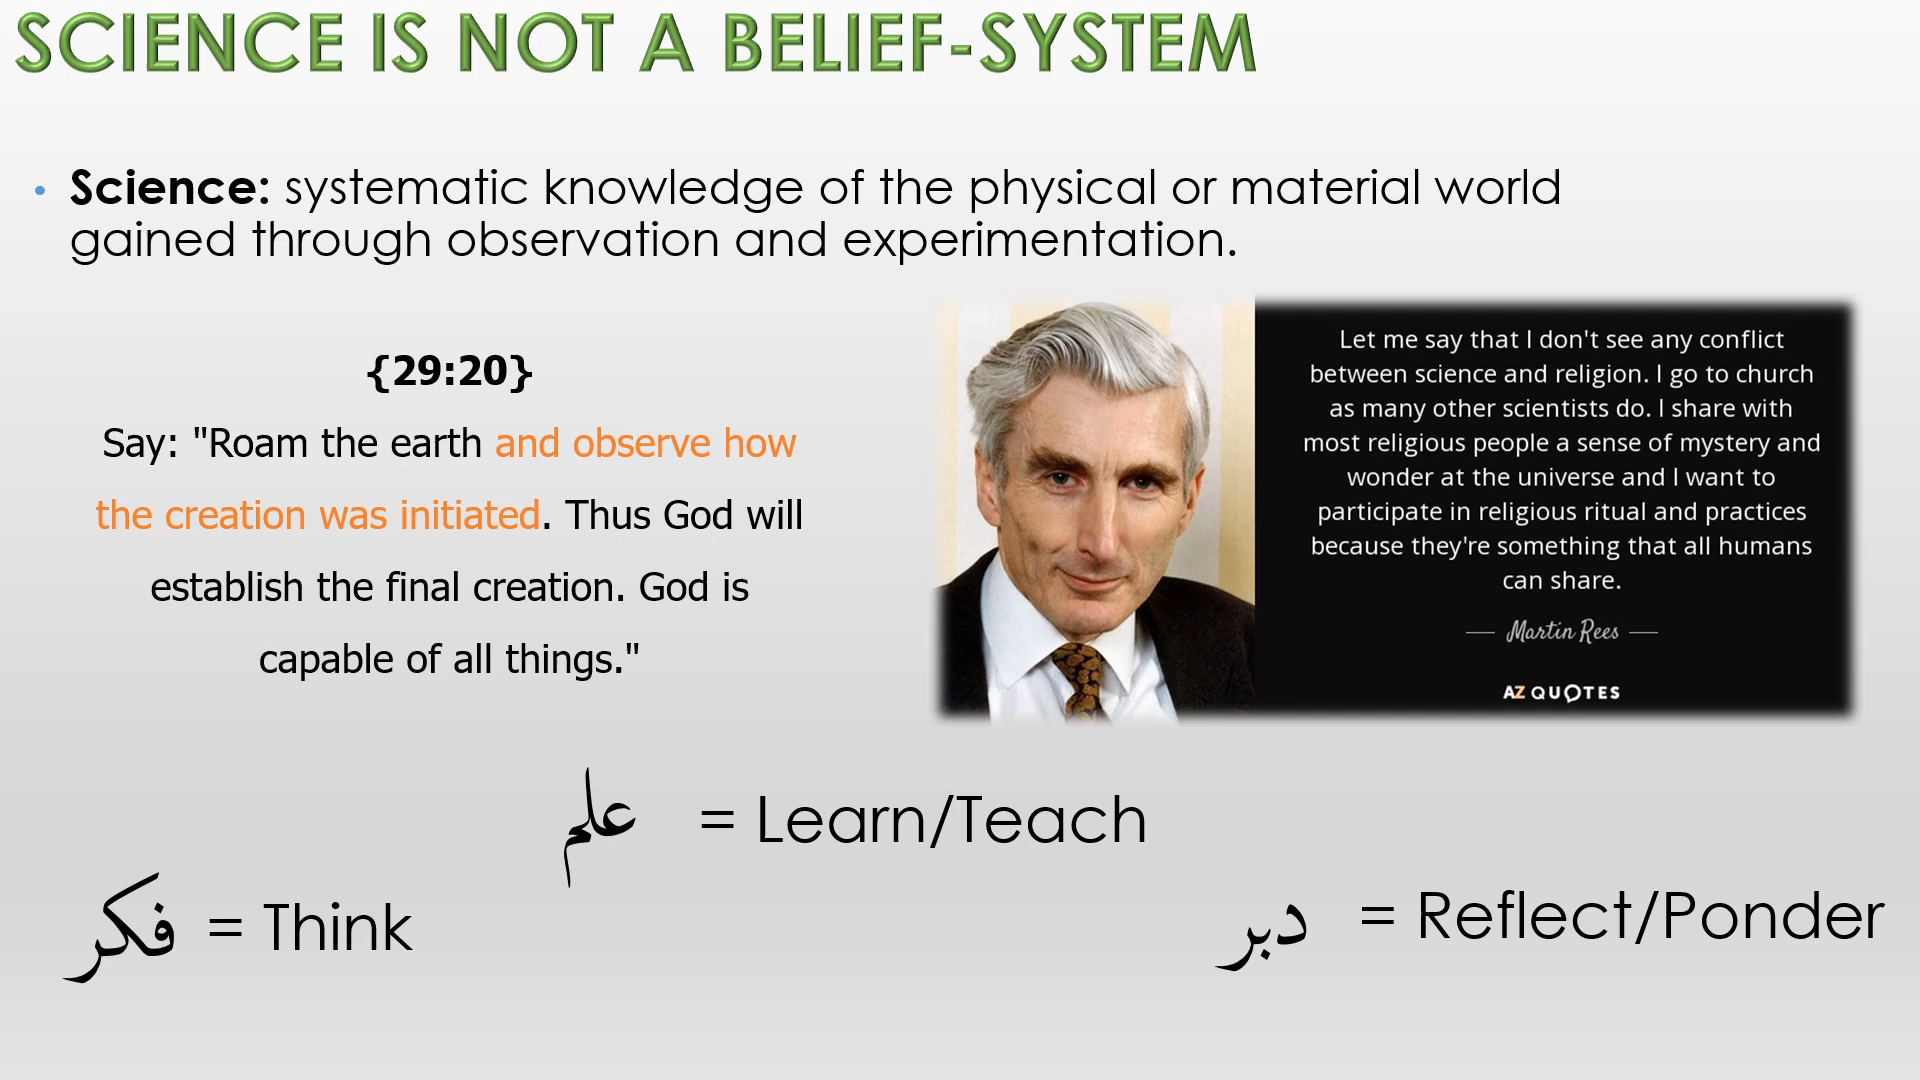 SCIENCE IS NOT A BELIEF-SYSTEM
• Science: systematic knowledge of the physical or material world
gained through observation and experimentation.
{29:20}
Say: "Roam the earth and observe how
the creation was initiated. Thus God will
establish the final creation. God is
capable of all things."
Let me say that I don't see any conflict
between science and religion. I go to church
as many other scientists do. I share with
most religious people a sense of mystery and
wonder at the universe and I want to
participate in religious ritual and practices
because they're something that all humans
can share.
— Martin Rees —
AZ QUOTES
علم = Learn/Teach
فكر = Think
دبر = Reflect/Ponder